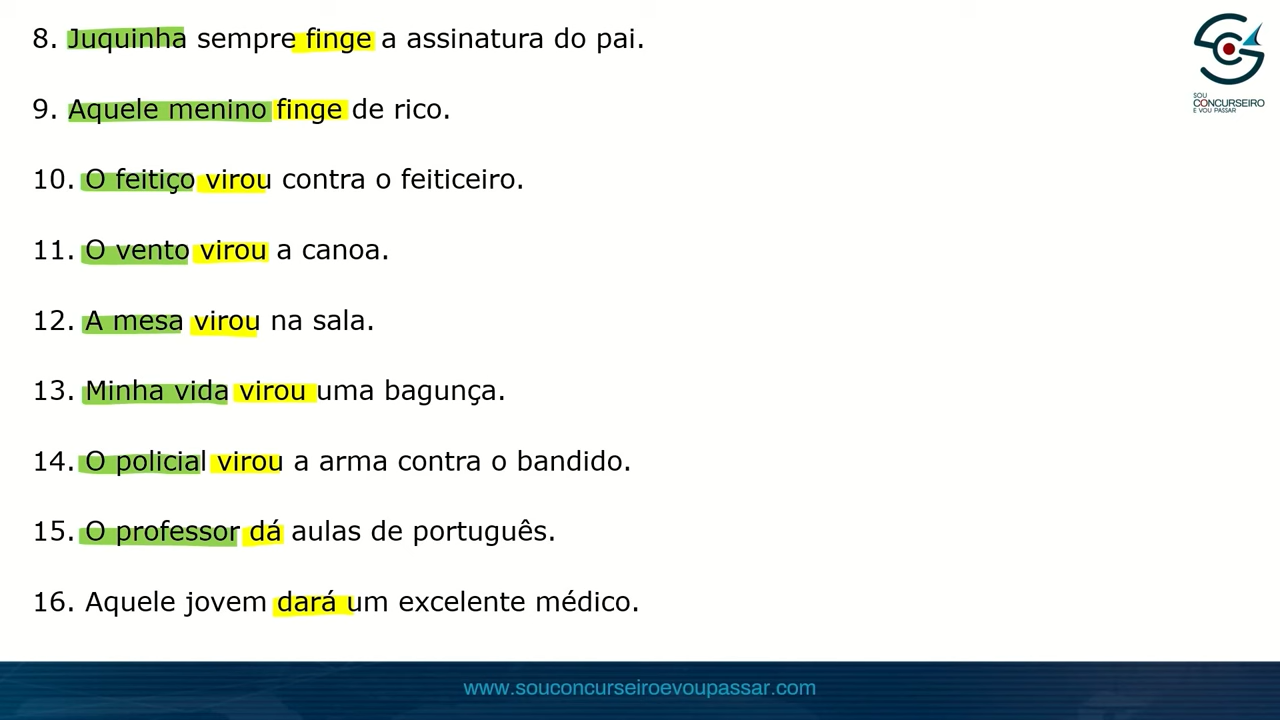 8. Juquinha sempre finge a assinatura do pai.
SOU
CONCURSEIRO
E VOU PASSAR
9. Aquele menino finge de rico.
10. O feitiço virou contra o feiticeiro.
11. O vento virou a canoa.
12. A mesa virou na sala.
13. Minha vida virou uma bagunça.
14. O policial virou a arma contra o bandido.
15. O professor dá aulas de português.
16. Aquele jovem dará um excelente médico.
www.souconcurseiroevoupassar.com